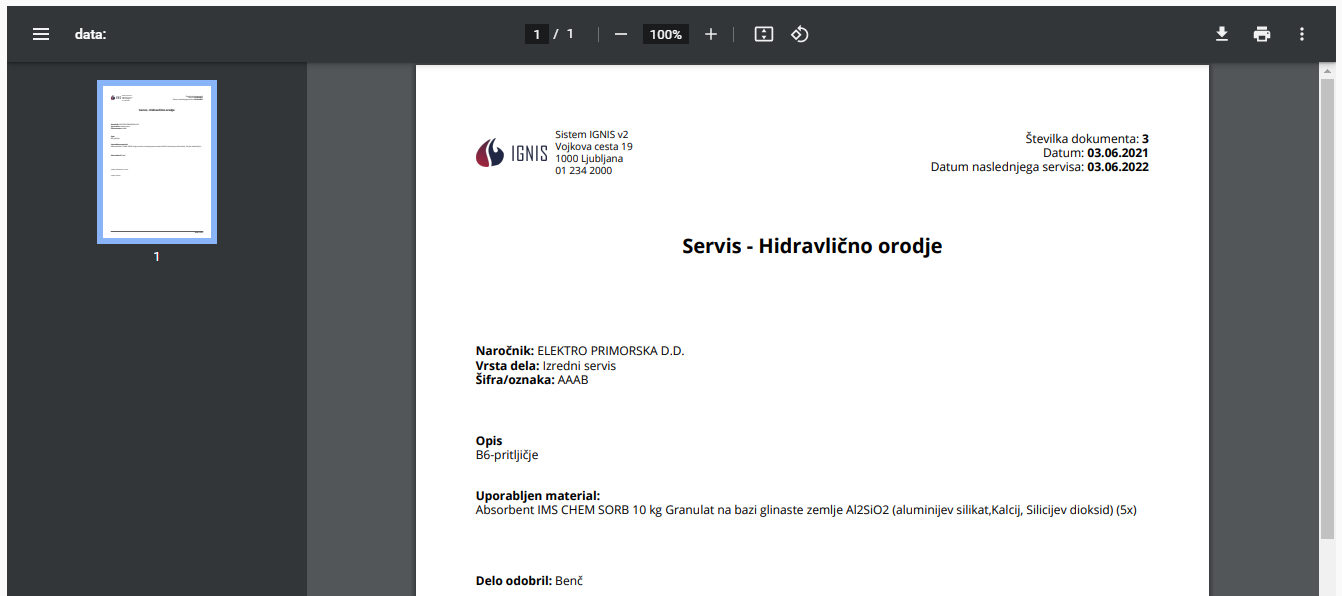 data:
1 / 1
100%
1
IGNIS
Sistem IGNIS v2
Vojkova cesta 19
1000 Ljubljana
01 234 2000
Številka dokumenta: 3
Datum: 03.06.2021
Datum naslednjega servisa: 03.06.2022
Servis - Hidravlično orodje
Naročnik: ELEKTRO PRIMORSKA D.D.
Vrsta dela: Izredni servis
Šifra/oznaka: AAAB
Opis
B6-pritljičje
Uporabljen material:
Absorbent IMS CHEM SORB 10 kg Granulat na bazi glinaste zemlje Al2SiO2 (aluminijev silikat,Kalcij, Silicijev dioksid) (5x)
Delo odobril: Benč